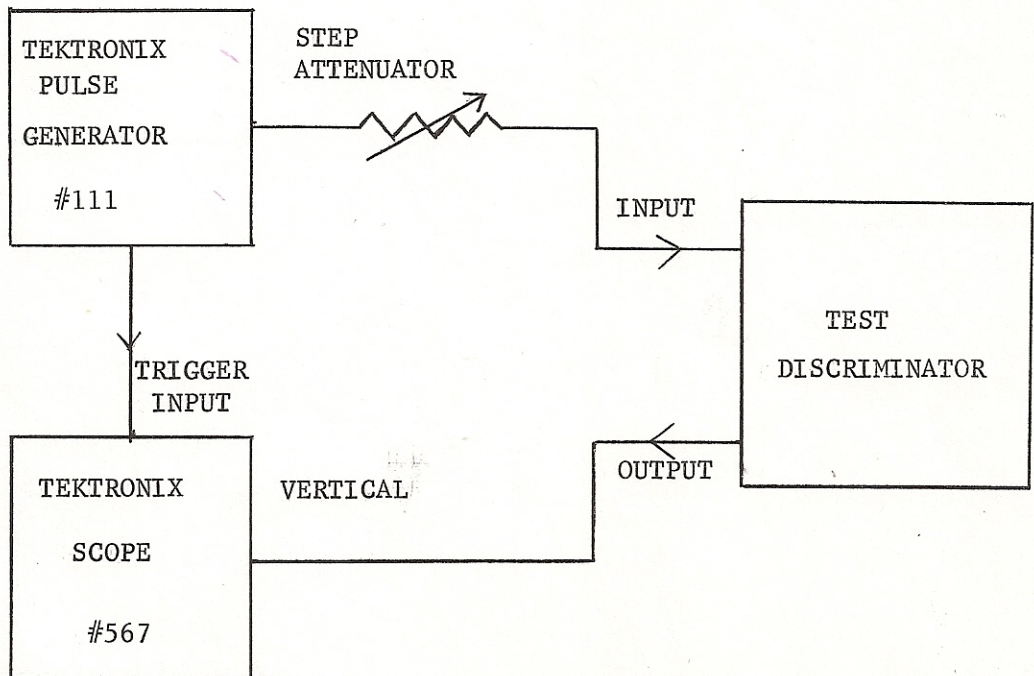 TEKTRONIX
PULSE
GENERATOR
#111
STEP
ATTENUATOR
INPUT
TEST
DISCRIMINATOR
TRIGGER
INPUT
OUTPUT
TEKTRONIX
SCOPE
#567
VERTICAL